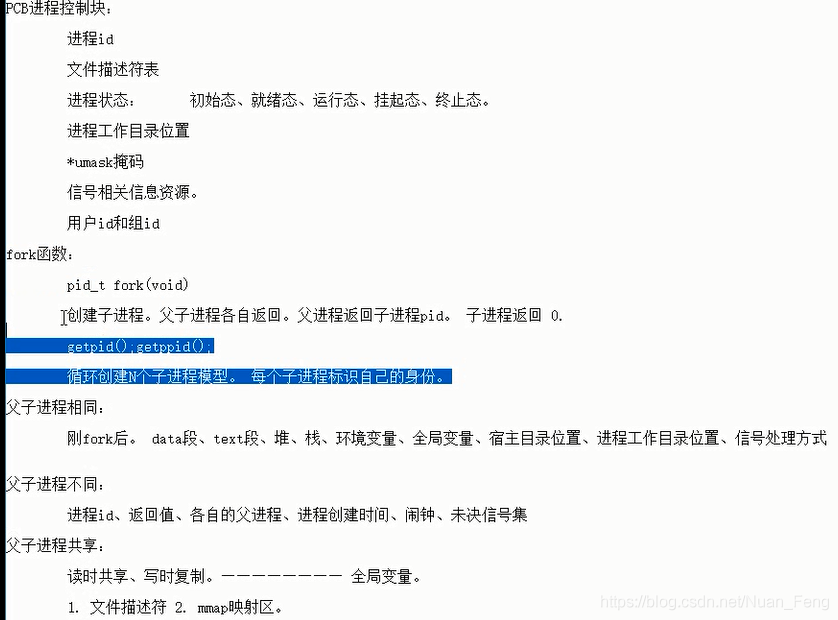 PCB进程控制块:
进程id
文件描述符表
进程状态: 初始态、就绪态、运行态、挂起态、终止态。
进程工作目录位置
*umask掩码
信号相关信息资源。
用户id和组id
fork函数:
pid_t fork(void)
创建子进程。父子进程各自返回。父进程返回子进程pid。 子进程返回 0.
getpid();getppid();
循环创建N个子进程模型。 每个子进程标识自己的身份。
父子进程相同:
刚fork后。 data段、text段、堆、栈、环境变量、全局变量、宿主目录位置、进程工作目录位置、信号处理方式
父子进程不同:
进程id、返回值、各自的父进程、进程创建时间、闹钟、未决信号集
父子进程共享:
读时共享、写时复制。———————— 全局变量。
1. 文件描述符 2. mmap映射区。
https://blog.csdn.net/Nuan_Feng